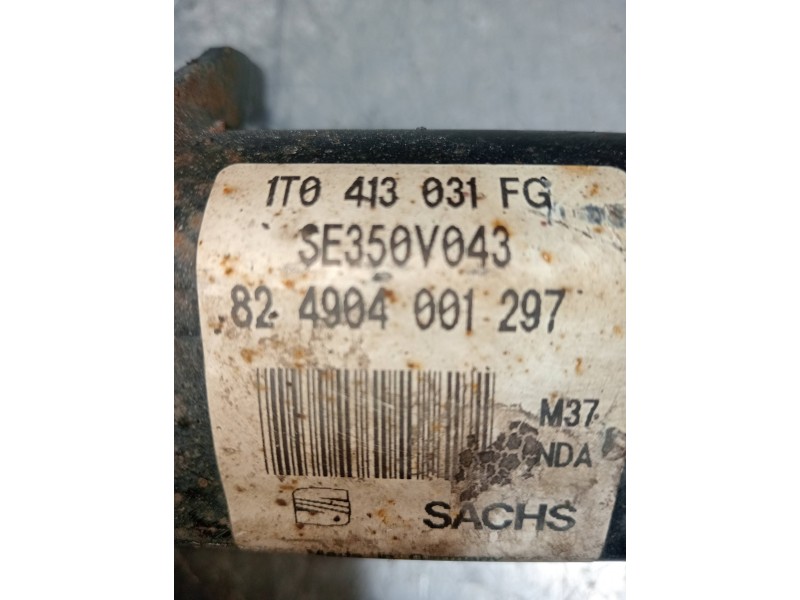 1T0 413 031 FG
SE350V043
82 4904 001 297
M37
NDA
SACHS